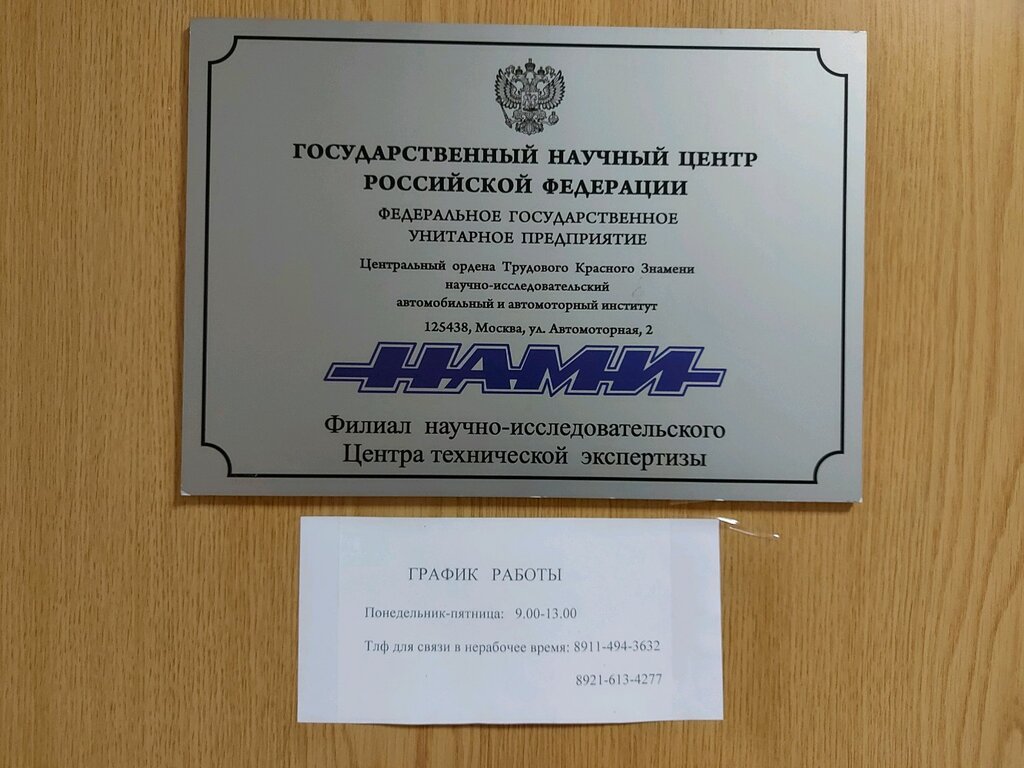 ГОСУДАРСТВЕННЫЙ НАУЧНЫЙ ЦЕНТР
РОССИЙСКОЙ ФЕДЕРАЦИИ
ФЕДЕРАЛЬНОЕ ГОСУДАРСТВЕННОЕ
УНИТАРНОЕ ПРЕДПРИЯТИЕ
Центральный ордена Трудового Красного Знамени
научно-исследовательский
автомобильный и автомоторный институт
125438, Москва, ул. Автомоторная, 2
НАМИ
Филиал научно-исследовательского
Центра технической экспертизы
ГРАФИК РАБОТЫ
Понедельник-пятница: 9.00-13.00
Тлф для связи в нерабочее время: 8911-494-3632
8921-613-4277